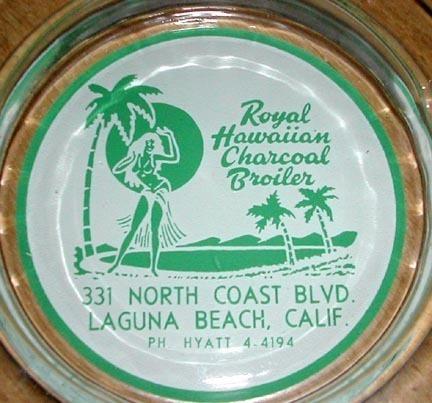 Royal
Hawaiian
Charcoal
Broiler
331 NORTH COAST BLVD.
LAGUNA BEACH, CALIF.
PH. HYATT 4-4194